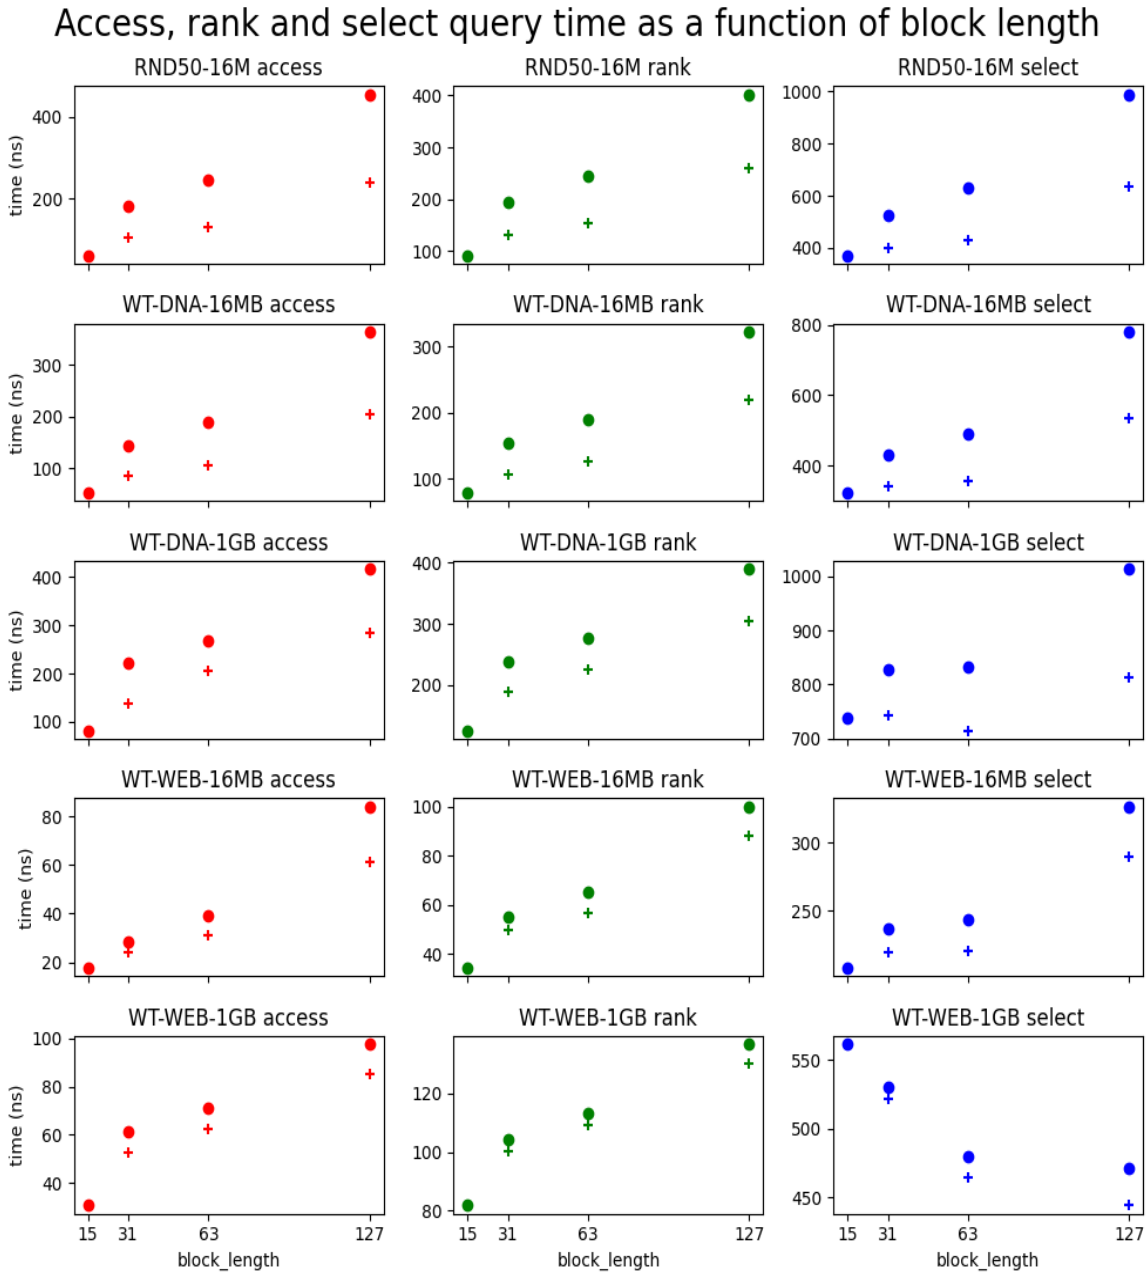 Access, rank and select query time as a function of block length
RND50-16M access
RND50-16M rank
RND50-16M select
time (ns)
400
200
400
300
200
100
1000
800
600
400
WT-DNA-16MB access
WT-DNA-16MB rank
WT-DNA-16MB select
time (ns)
300
200
100
300
200
100
800
600
400
WT-DNA-1GB access
WT-DNA-1GB rank
WT-DNA-1GB select
time (ns)
400
300
200
100
400
300
200
1000
900
800
700
WT-WEB-16MB access
WT-WEB-16MB rank
WT-WEB-16MB select
time (ns)
80
60
40
20
100
80
60
40
300
250
WT-WEB-1GB access
WT-WEB-1GB rank
WT-WEB-1GB select
time (ns)
100
80
60
40
120
100
80
550
500
450
15 31 63 127
15 31 63 127
15 31 63 127
block_length
block_length
block_length